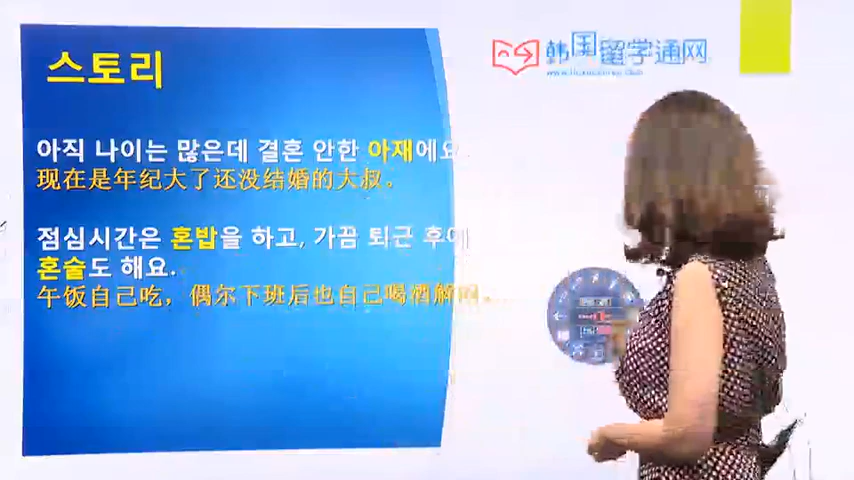 스토리
韩国留学通网
아직 나이는 많은데 결혼 안한 아재에요.
现在是年纪大了还没结婚的大叔。
점심시간은 혼밥을 하고, 가끔 퇴근 후에
혼술도 해요.
午饭自己吃，偶尔下班后也自己喝酒解闷。